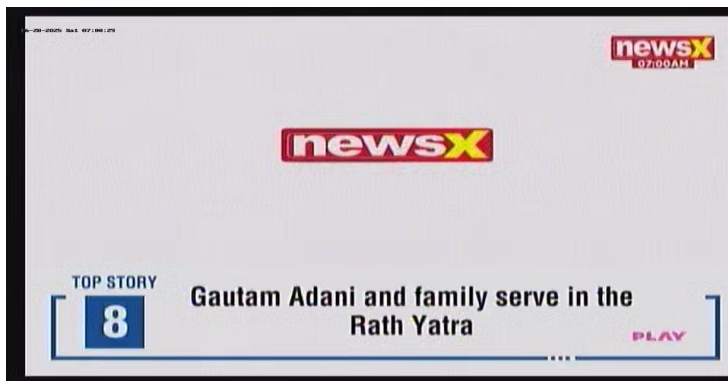 newsX
07:00AM
newsX
TOP STORY
8
Gautam Adani and family serve in the
Rath Yatra
PLAY